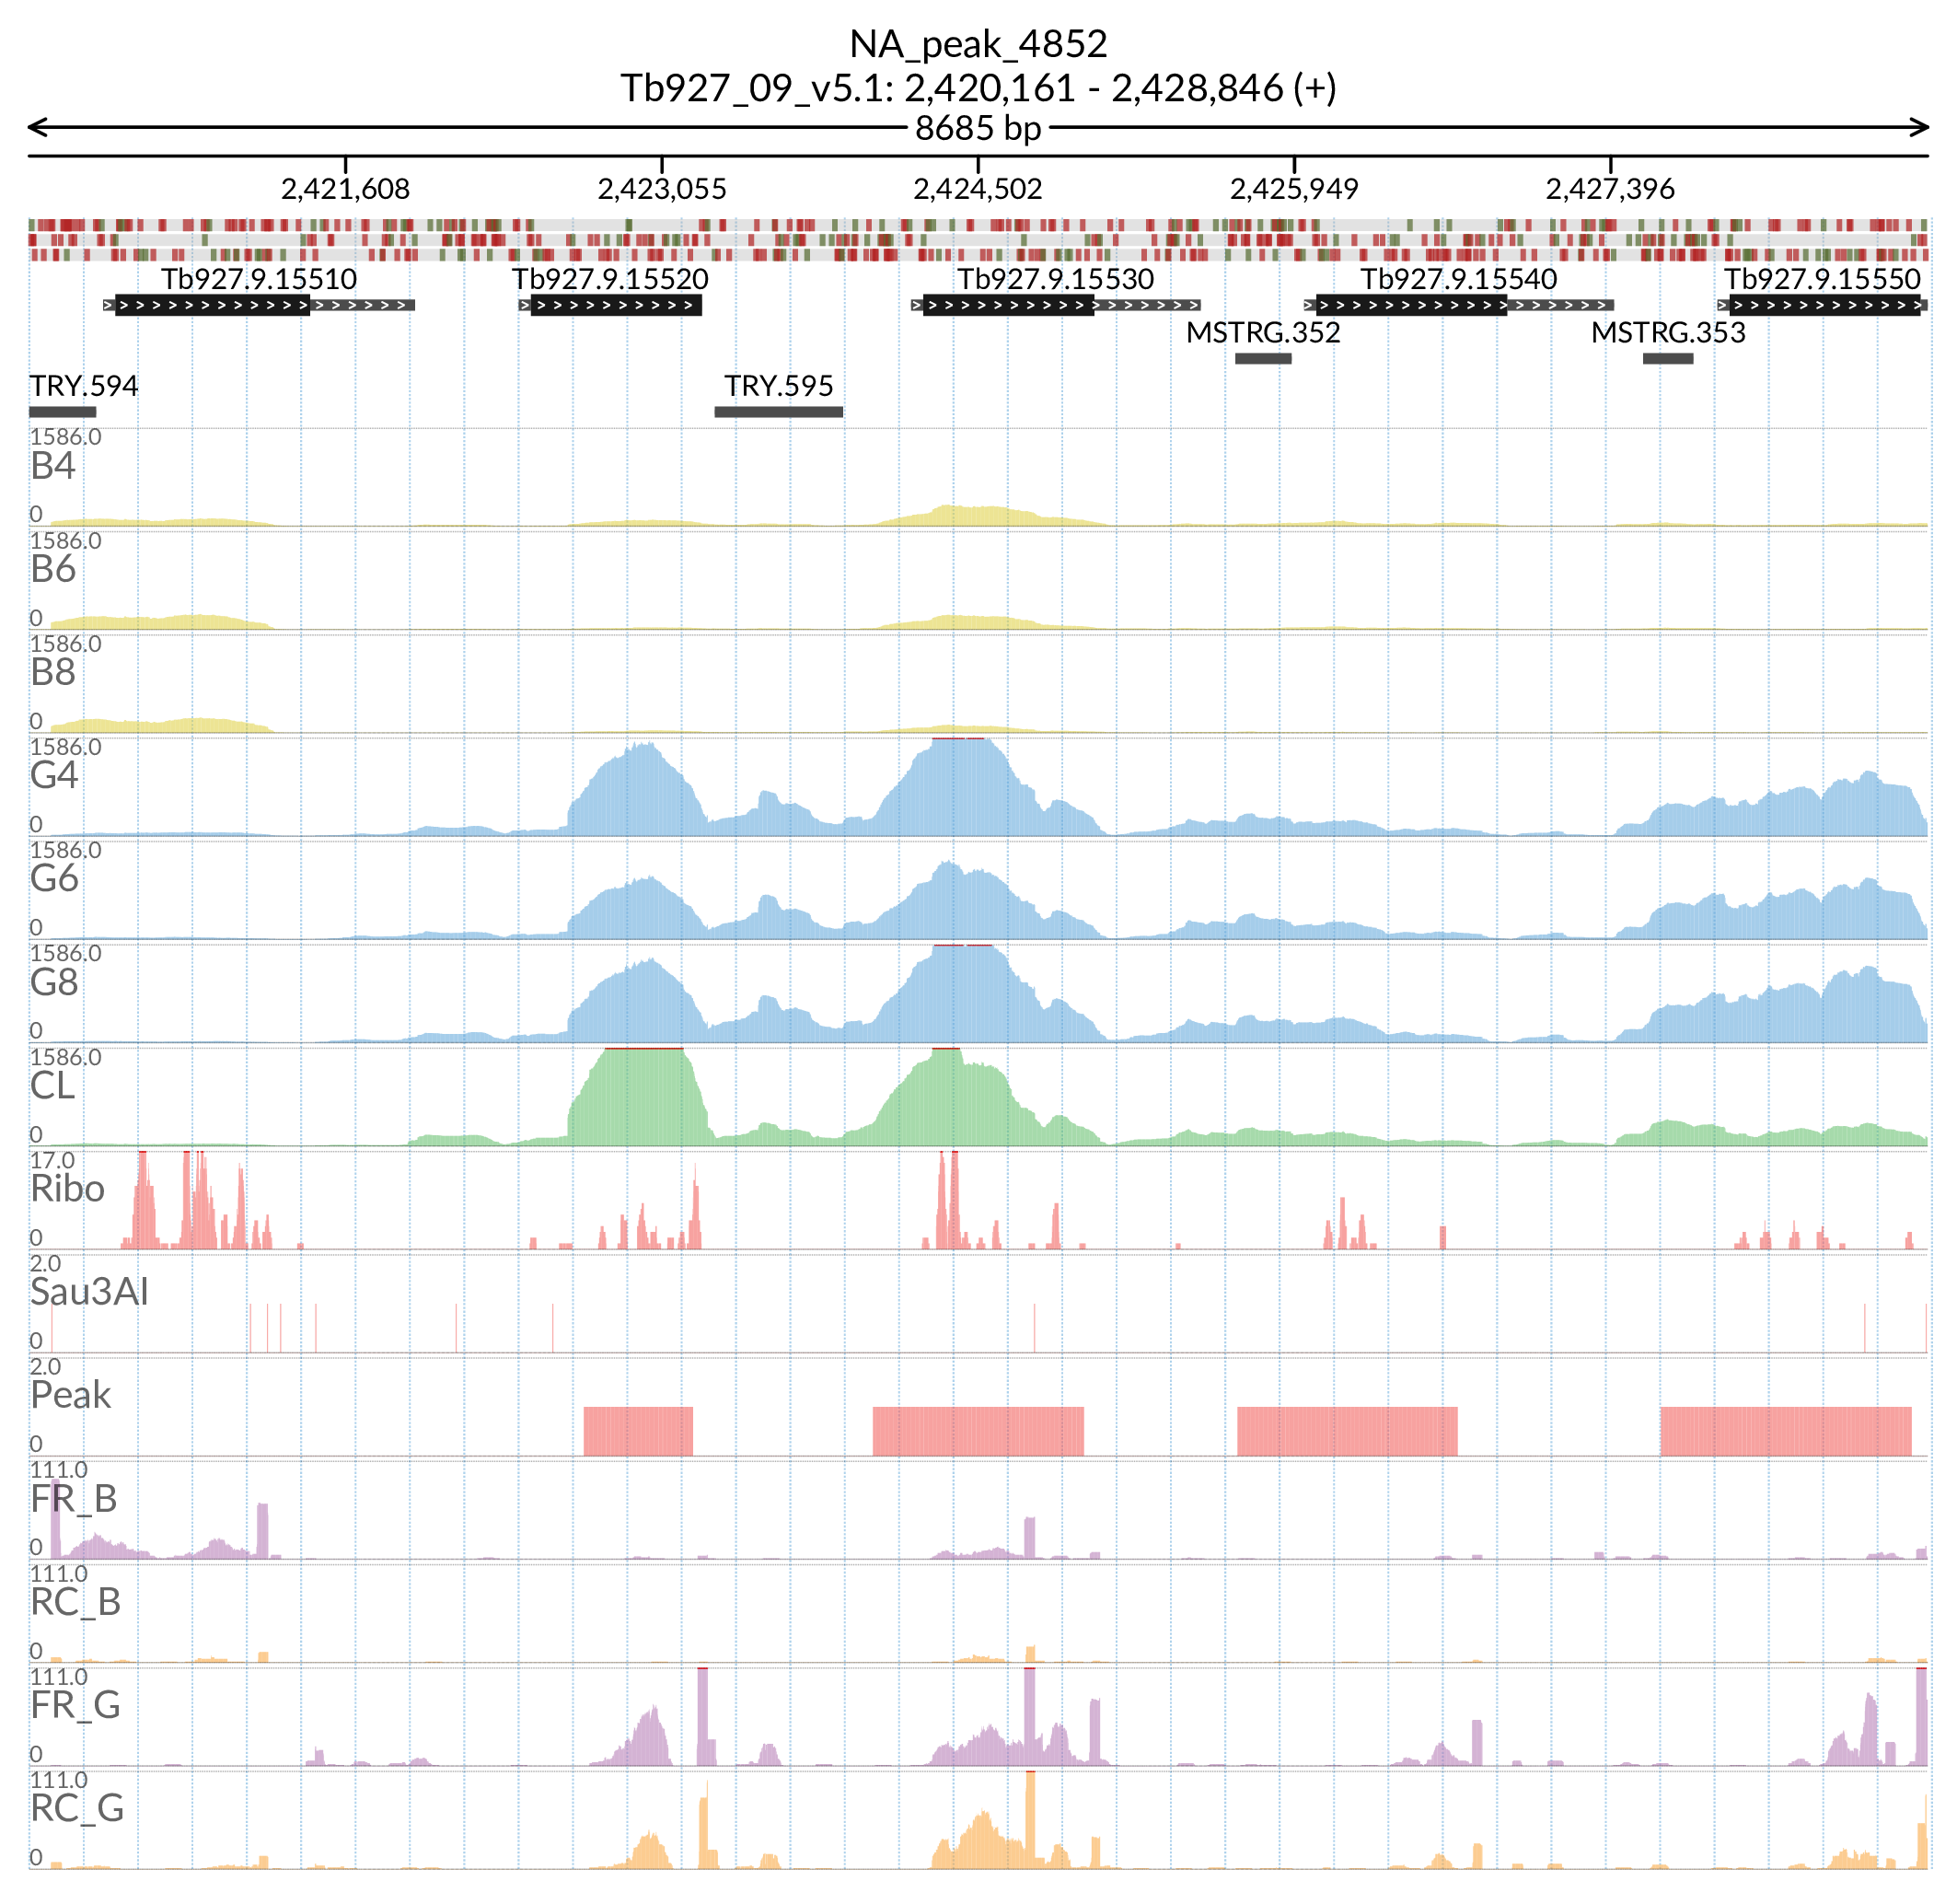 NA_peak_4852
Tb927_09_v5.1: 2,420,161 - 2,428,846 (+)
8685 bp
2,421,608 2,423,055 2,424,502 2,425,949 2,427,396
Tb927.9.15510 Tb927.9.15520 Tb927.9.15530 Tb927.9.15540 Tb927.9.15550
MSTRG.352 MSTRG.353
TRY.594 TRY.595
1586.0
B4
0
1586.0
B6
0
1586.0
B8
0
1586.0
G4
0
1586.0
G6
0
1586.0
G8
0
1586.0
CL
0
17.0
Ribo
0
2.0
Sau3AI
0
2.0
Peak
0
111.0
FR_B
0
111.0
RC_B
0
111.0
FR_G
0
111.0
RC_G
0